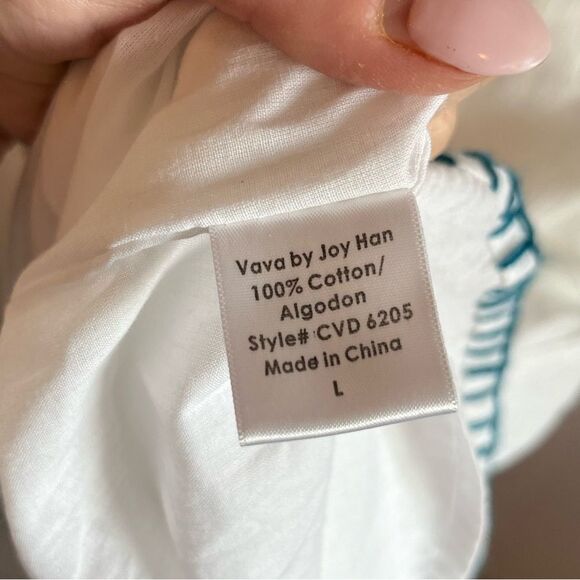 Vava by Joy Han
100% Cotton/
Algodon
Style# CVD 6205
Made in China
L